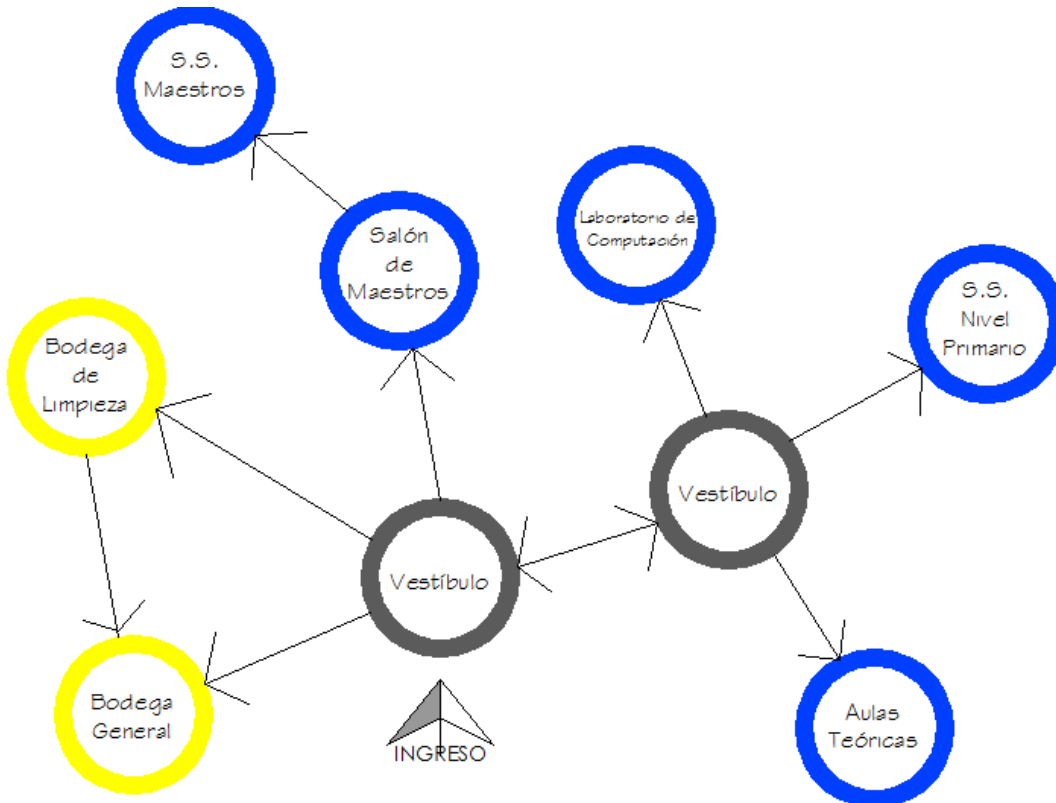 S.S.
Maestros
Salón
de
Maestros
Laboratorio de
Computación
S.S.
Nivel
Primario
Bodega
de
Limpieza
Vestíbulo
Vestíbulo
Bodega
General
INGRESO
Aulas
Teóricas